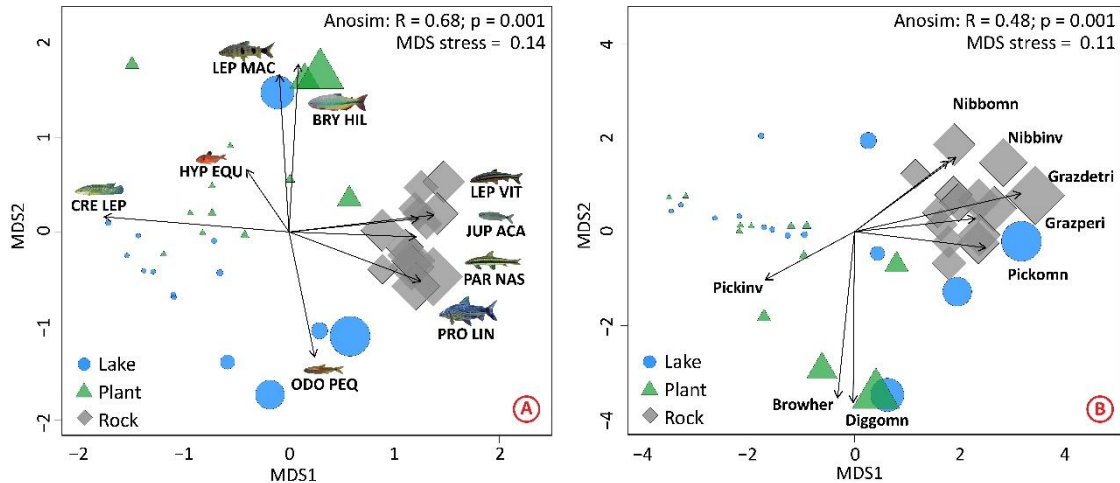 Anosim: R = 0.68; p = 0.001
MDS stress = 0.14
2
1
0
−1
−2
MDS2
LEP MAC
BRY HIL
HYP EQU
CRE LEP
LEP VIT
JUP ACA
PAR NAS
PRO LIN
ODO PEQ
Lake
Plant
Rock
A
−2
−1
0
1
2
MDS1
Anosim: R = 0.48; p = 0.001
MDS stress = 0.11
4
2
0
−2
−4
MDS2
Nibbomn
Nibbinv
Grazdetri
Grazperi
Pickomn
Pickinv
Browher
Diggomn
Lake
Plant
Rock
B
−4
−2
0
2
4
6
MDS1